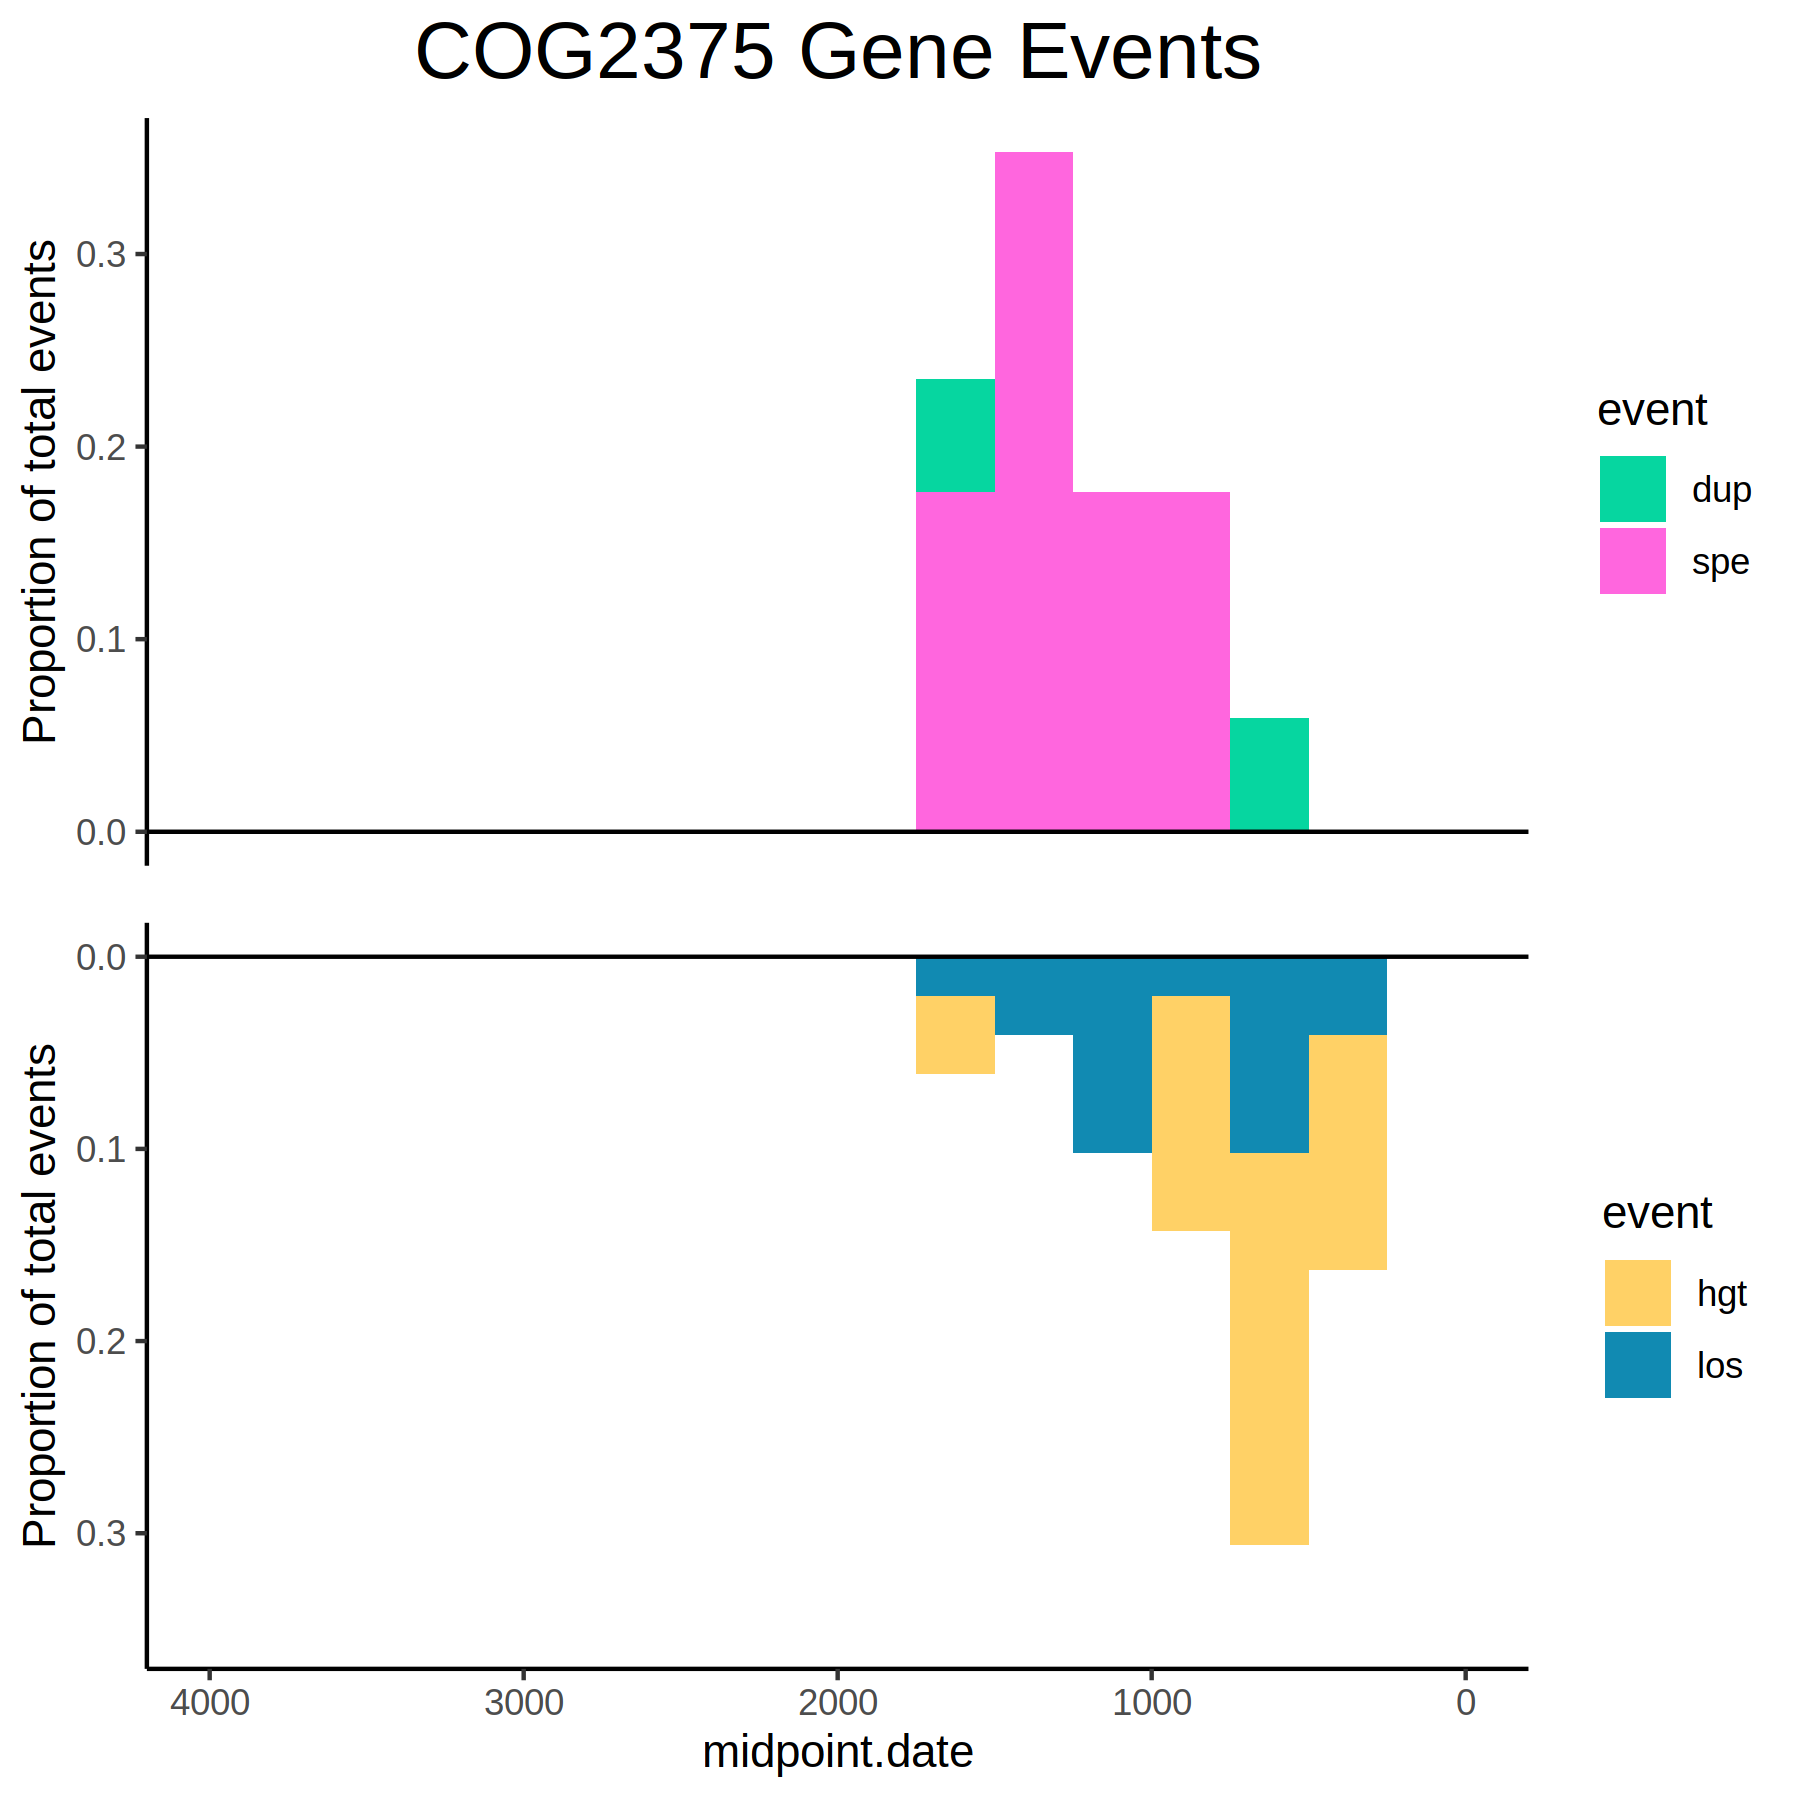 COG2375 Gene Events
Proportion of total events
0.3
0.2
0.1
0.0
event
dup
spe
Proportion of total events
0.0
0.1
0.2
0.3
event
hgt
los
4000 3000 2000 1000 0
midpoint.date